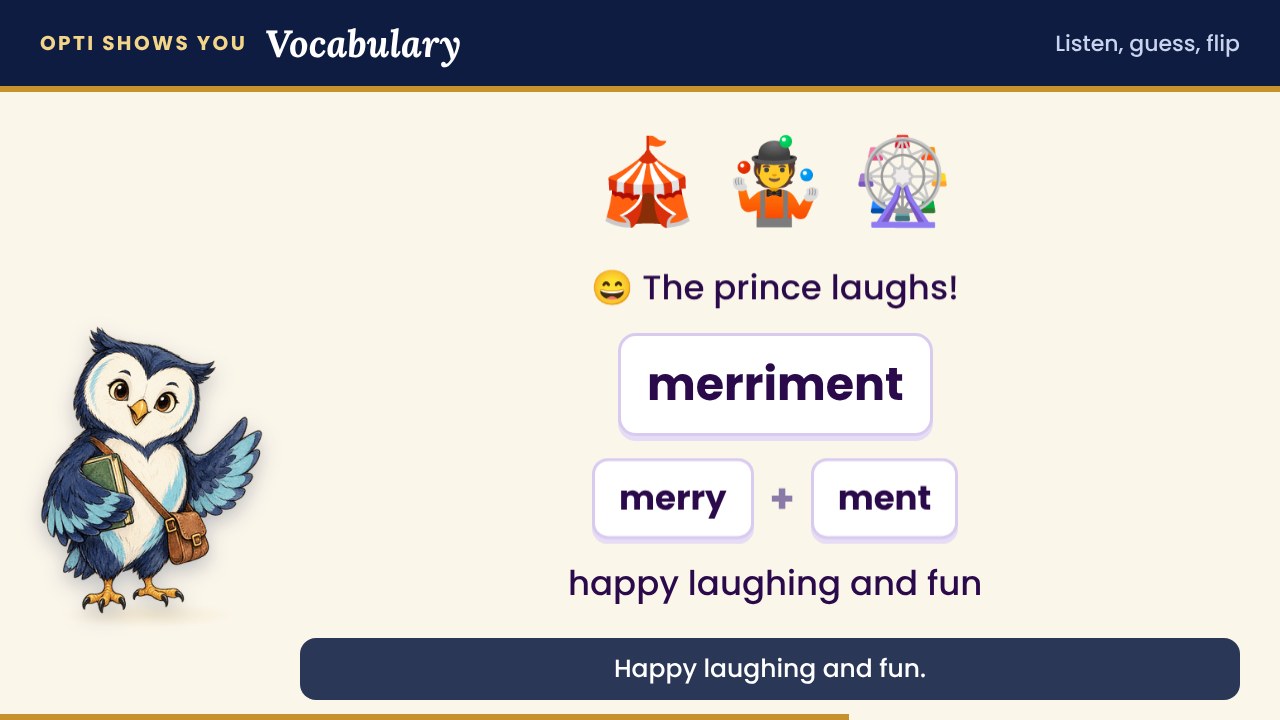 OPTI SHOWS YOU Vocabulary
Listen, guess, flip
😄 The prince laughs!
merriment
merry + ment
happy laughing and fun
Happy laughing and fun.